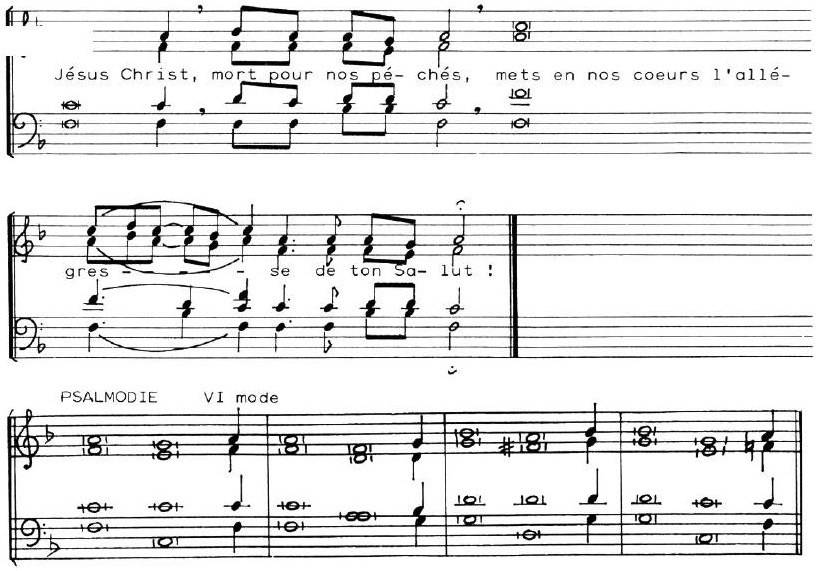 Jésus Christ, mort pour nos pé- chés, mets en nos coeurs l'allé-
gres - - - - se de ton Sa- lut !
PSALMODIE VI mode